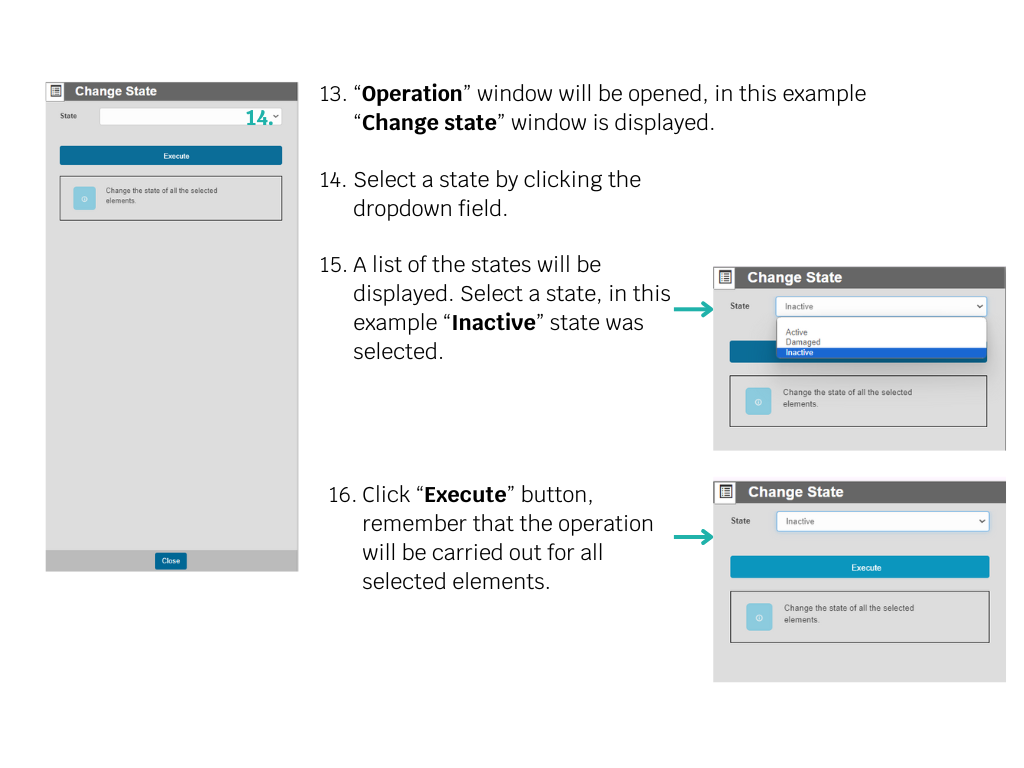 Change State
State
14.
Execute
Change the state of all the selected
elements.
Close
13. “Operation” window will be opened, in this example
“Change state” window is displayed.
14. Select a state by clicking the
dropdown field.
15. A list of the states will be
displayed. Select a state, in this
example “Inactive” state was
selected.
Change State
State
Inactive
Active
Damaged
Inactive
Change the state of all the selected
elements.
16. Click “Execute” button,
remember that the operation
will be carried out for all
selected elements.
Change State
State
Inactive
Execute
Change the state of all the selected
elements.